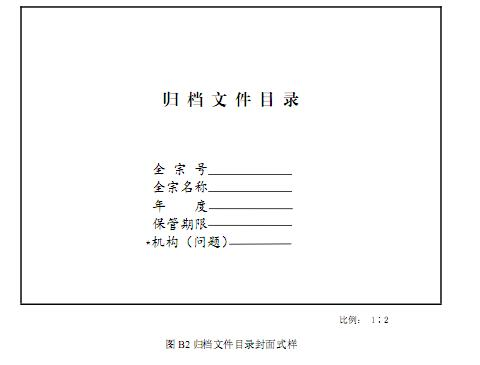 归档文件目录
全宗号
全宗名称
年度
保管期限
*机构（问题）
比例： 1∶2
图 B2 归档文件目录封面式样